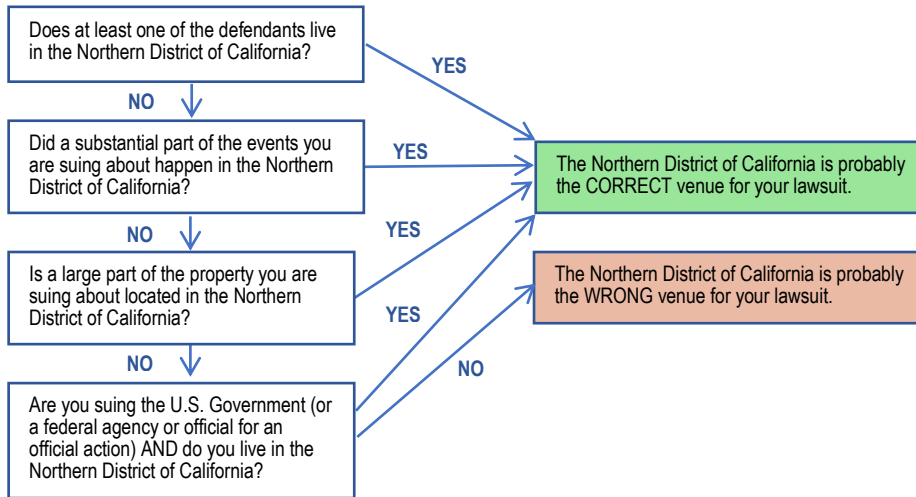 Does at least one of the defendants live
in the Northern District of California?
YES
NO
Did a substantial part of the events you
are suing about happen in the Northern
District of California?
YES
The Northern District of California is probably
the CORRECT venue for your lawsuit.
NO
YES
Is a large part of the property you are
suing about located in the Northern
District of California?
The Northern District of California is probably
the WRONG venue for your lawsuit.
YES
NO
NO
Are you suing the U.S. Government (or
a federal agency or official for an
official action) AND do you live in the
Northern District of California?